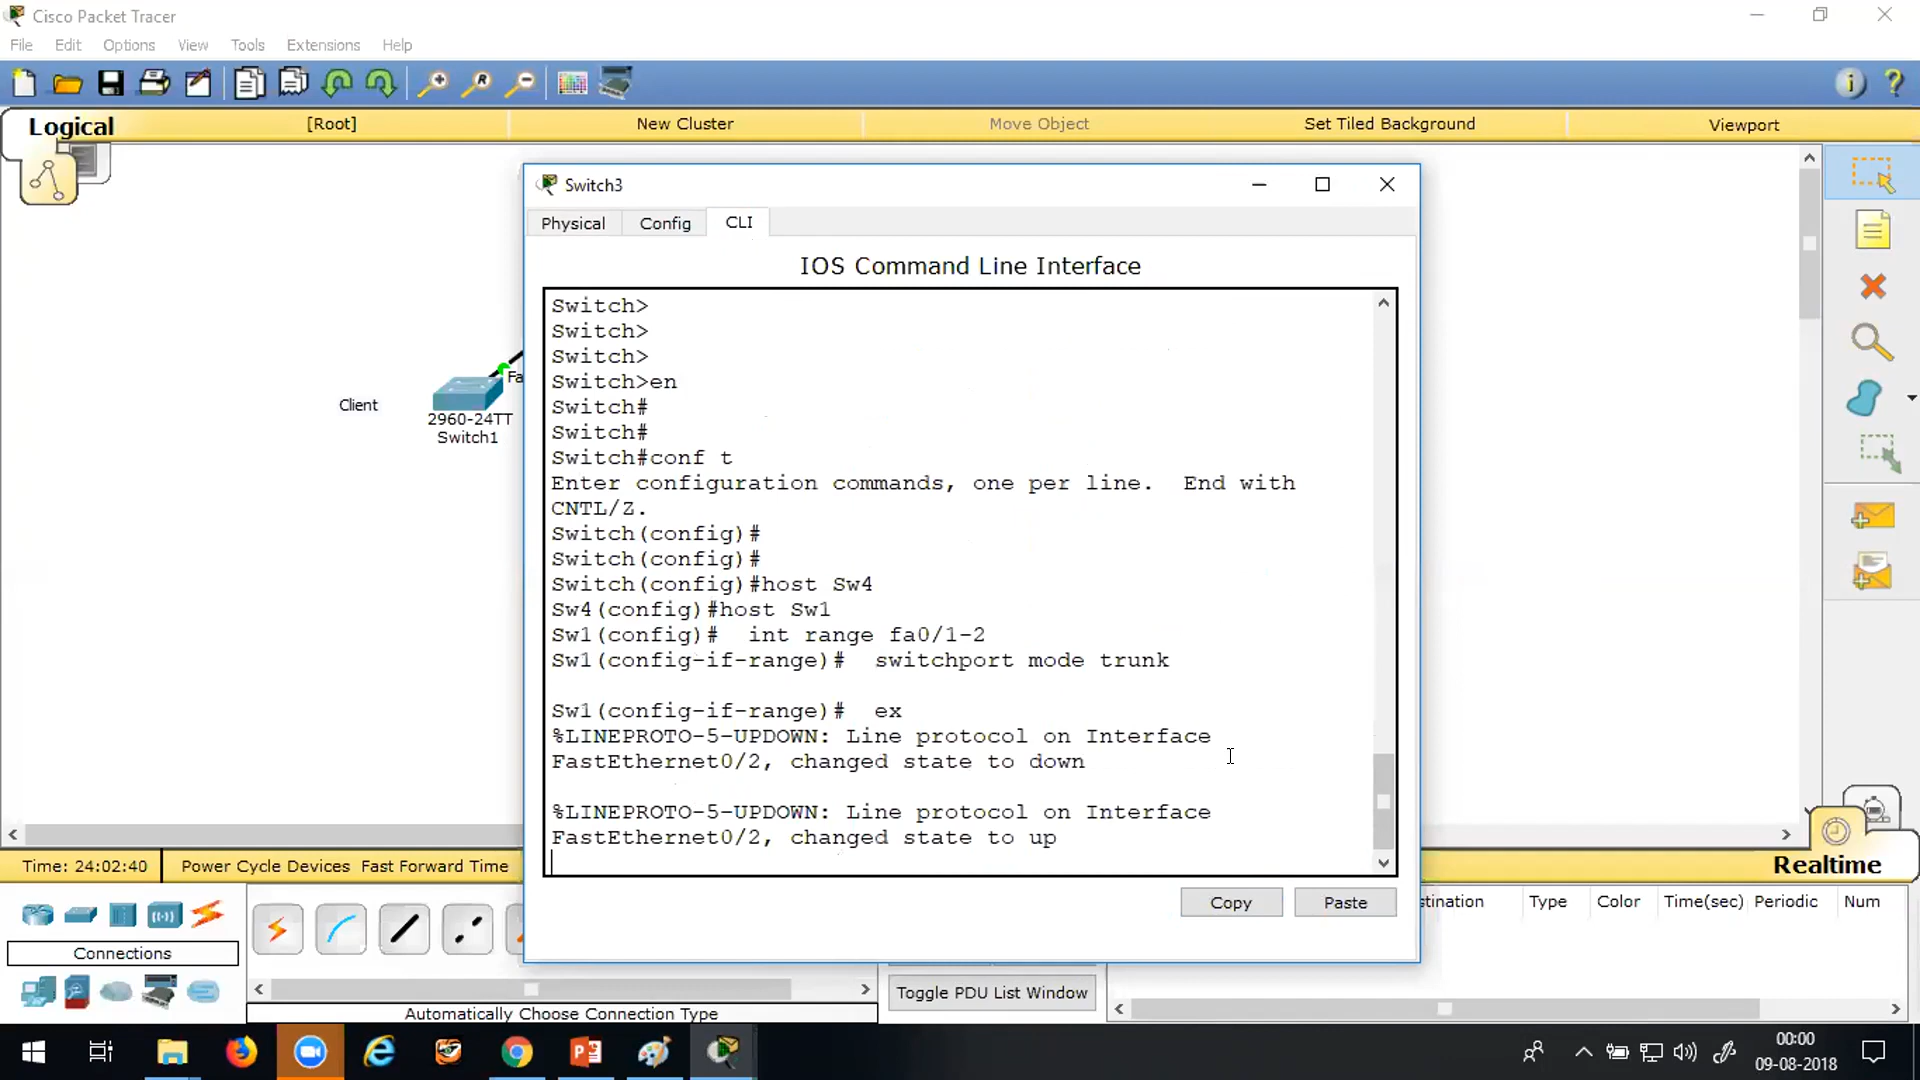 Cisco Packet Tracer
File Edit Options View Tools Extensions Help
Logical [Root] New Cluster Move Object Set Tiled Background Viewport
Switch3
Physical Config CLI
IOS Command Line Interface
Switch>
Switch>
Switch>
Switch>en
Switch#
Switch#
Switch#conf t
Enter configuration commands, one per line.  End with
CNTL/Z.
Switch(config)#
Switch(config)#
Switch(config)#host Sw4
Sw4(config)#host Sw1
Sw1(config)#  int range fa0/1-2
Sw1(config-if-range)#  switchport mode trunk
Sw1(config-if-range)#  ex
%LINEPROTO-5-UPDOWN: Line protocol on Interface
FastEthernet0/2, changed state to down
%LINEPROTO-5-UPDOWN: Line protocol on Interface
FastEthernet0/2, changed state to up
Copy Paste
Client
Fa
2960-24TT
Switch1
Time: 24:02:40 Power Cycle Devices Fast Forward Time Realtime
stination Type Color Time(sec) Periodic Num
Connections
Toggle PDU List Window
Automatically Choose Connection Type
00:00
09-08-2018